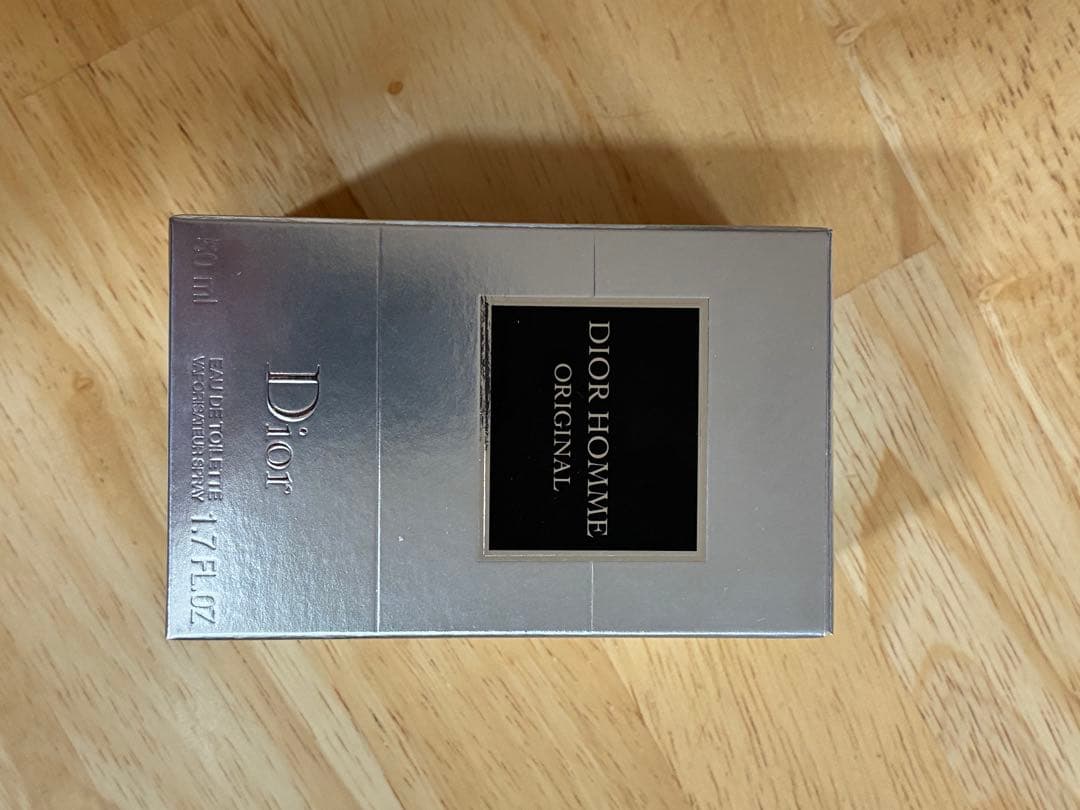 DIOR HOMME
ORIGINAL
Dior
50 ml EAU DE TOILETTE 1.7 FL.OZ
VAPORISATEUR SPRAY